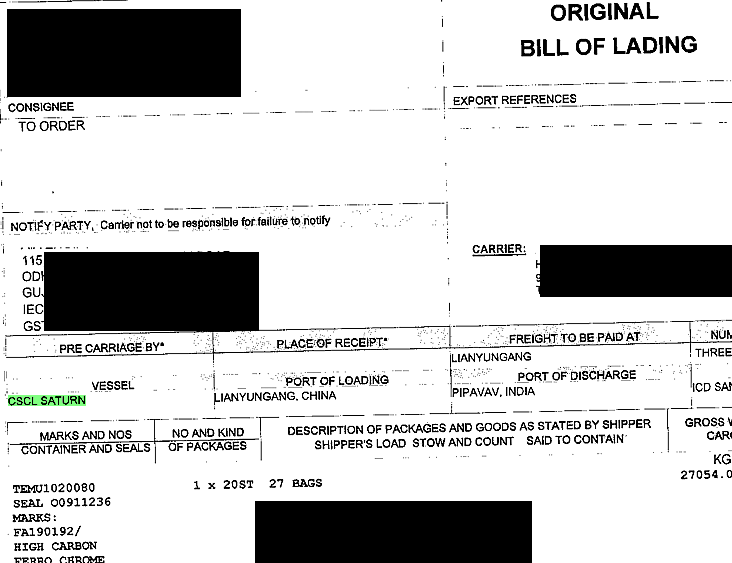 ORIGINAL
BILL OF LADING
CONSIGNEE
TO ORDER
EXPORT REFERENCES
NOTIFY PARTY, Carrier not to be responsible for failure to notify
115
GU
IEC
GS
CARRIER:
PRE CARRIAGE BY*
PLACE OF RECEIPT*
FREIGHT TO BE PAID AT
NUM
LIANYUNGANG
THREE
VESSEL
PORT OF LOADING
PORT OF DISCHARGE
CSCL SATURN
LIANYUNGANG, CHINA
PIPAVAV, INDIA
ICD SAN
MARKS AND NOS
CONTAINER AND SEALS
NO AND KIND
OF PACKAGES
DESCRIPTION OF PACKAGES AND GOODS AS STATED BY SHIPPER
SHIPPER'S LOAD STOW AND COUNT SAID TO CONTAIN
GROSS W
CARG
KG
TEMU1020080
1 x 20ST 27 BAGS
27054.0
SEAL O0911236
MARKS:
FA190192/
HIGH CARBON
FERRO CHROME